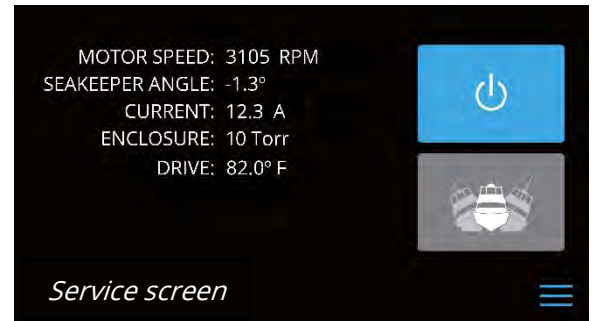 MOTOR SPEED: 3105 RPM
SEAKEEPER ANGLE: -1.3°
CURRENT: 12.3 A
ENCLOSURE: 10 Torr
DRIVE: 82.0° F
Service screen